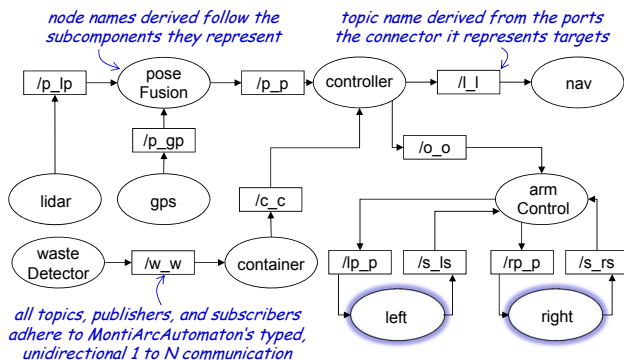 node names derived follow the
subcomponents they represent
topic name derived from the ports
the connector it represents targets
/p_lp
pose
Fusion
/p_p
controller
/l_l
nav
/p_gp
/o_o
lidar
gps
/c_c
arm
Control
waste
Detector
/w_w
container
/lp_p
/s_ls
/rp_p
/s_rs
left
right
all topics, publishers, and subscribers
adhere to MontiArcAutomaton's typed,
unidirectional 1 to N communication